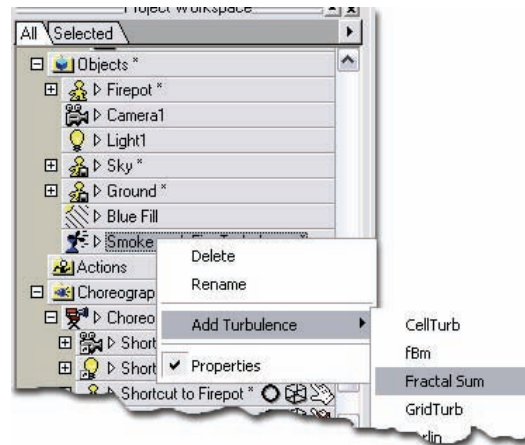 Project Workspace
All Selected
Objects *
Firepot *
Camera1
Light1
Sky *
Ground *
Blue Fill
Smoke
Delete
Rename
Add Turbulence
Properties
CellTurb
fBm
Fractal Sum
GridTurb
Actions
Choreo
Short
Short
Shortcut to Firepot *